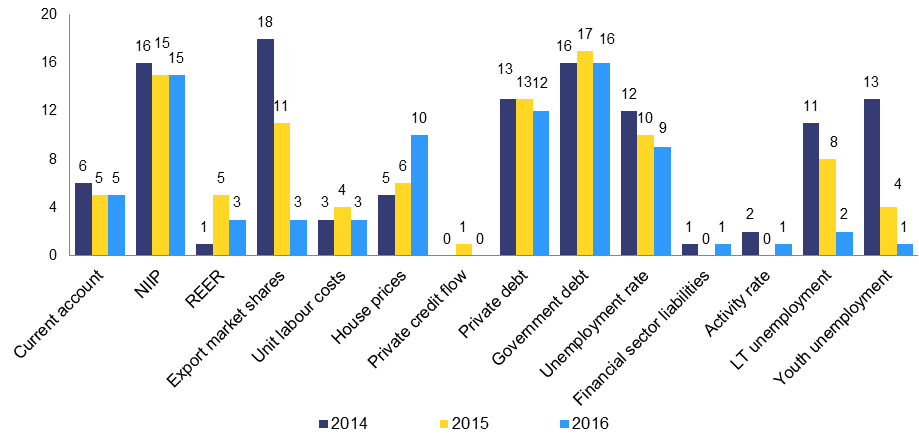 20
16
12
8
4
0
6 5 5
16 15 15
1 5 3
18 11 3
3 4 3
5 6 10
0 1 0
13 13 12
16 17 16
12 10 9
1 0 1
2 0 1
11 8 2
13 4 1
Current account
NIIP
REER
Export market shares
Unit labour costs
House prices
Private credit flow
Private debt
Government debt
Unemployment rate
Financial sector liabilities
Activity rate
LT unemployment
Youth unemployment
2014 2015 2016